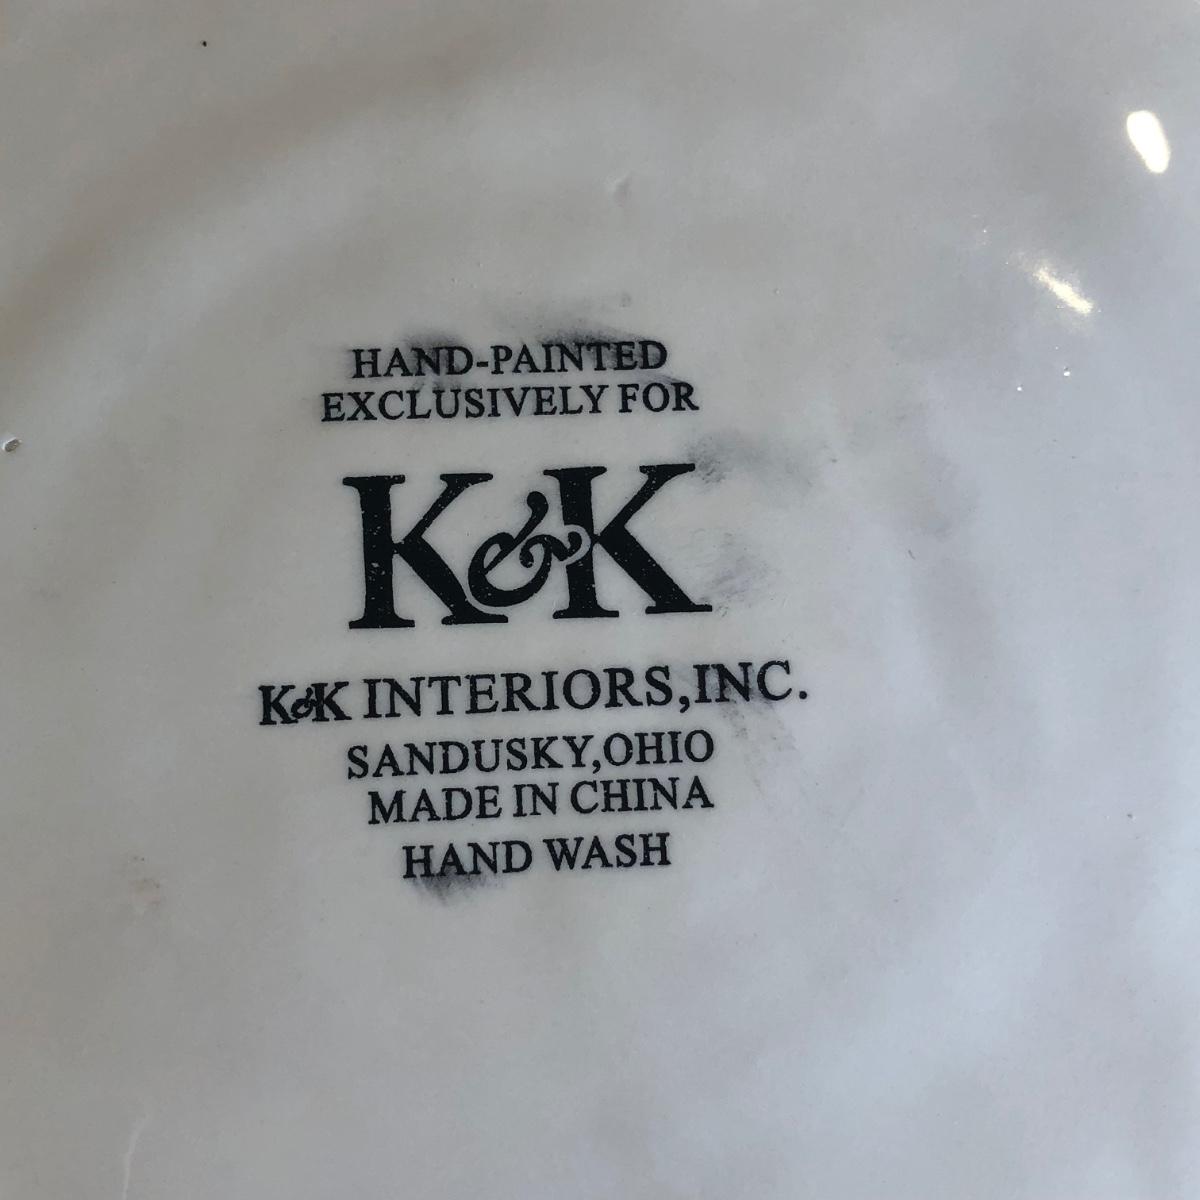 HAND-PAINTED
EXCLUSIVELY FOR
K&K
K&K INTERIORS,INC.
SANDUSKY,OHIO
MADE IN CHINA
HAND WASH